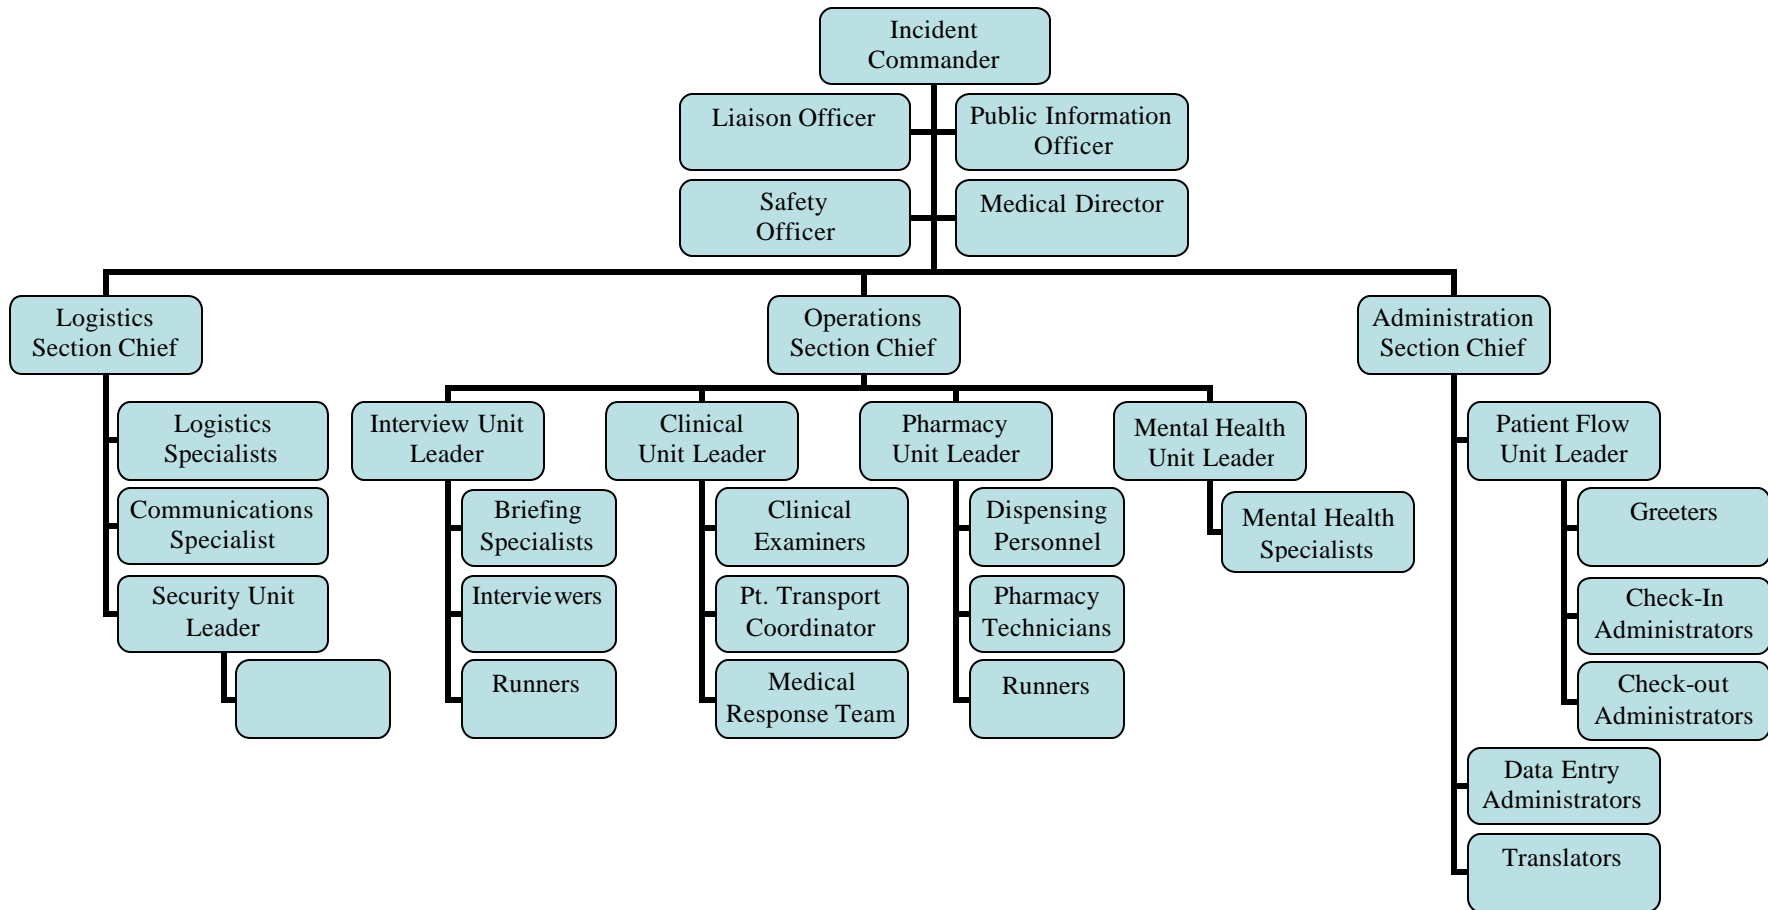 Incident
Commander
Liaison Officer
Public Information
Officer
Safety
Officer
Medical Director
Logistics
Section Chief
Operations
Section Chief
Administration
Section Chief
Logistics
Specialists
Communications
Specialist
Security Unit
Leader
Interview Unit
Leader
Briefing
Specialists
Interviewers
Runners
Clinical
Unit Leader
Clinical
Examiners
Pt. Transport
Coordinator
Medical
Response Team
Pharmacy
Unit Leader
Dispensing
Personnel
Pharmacy
Technicians
Runners
Mental Health
Unit Leader
Mental Health
Specialists
Patient Flow
Unit Leader
Greeters
Check-In
Administrators
Check-out
Administrators
Data Entry
Administrators
Translators